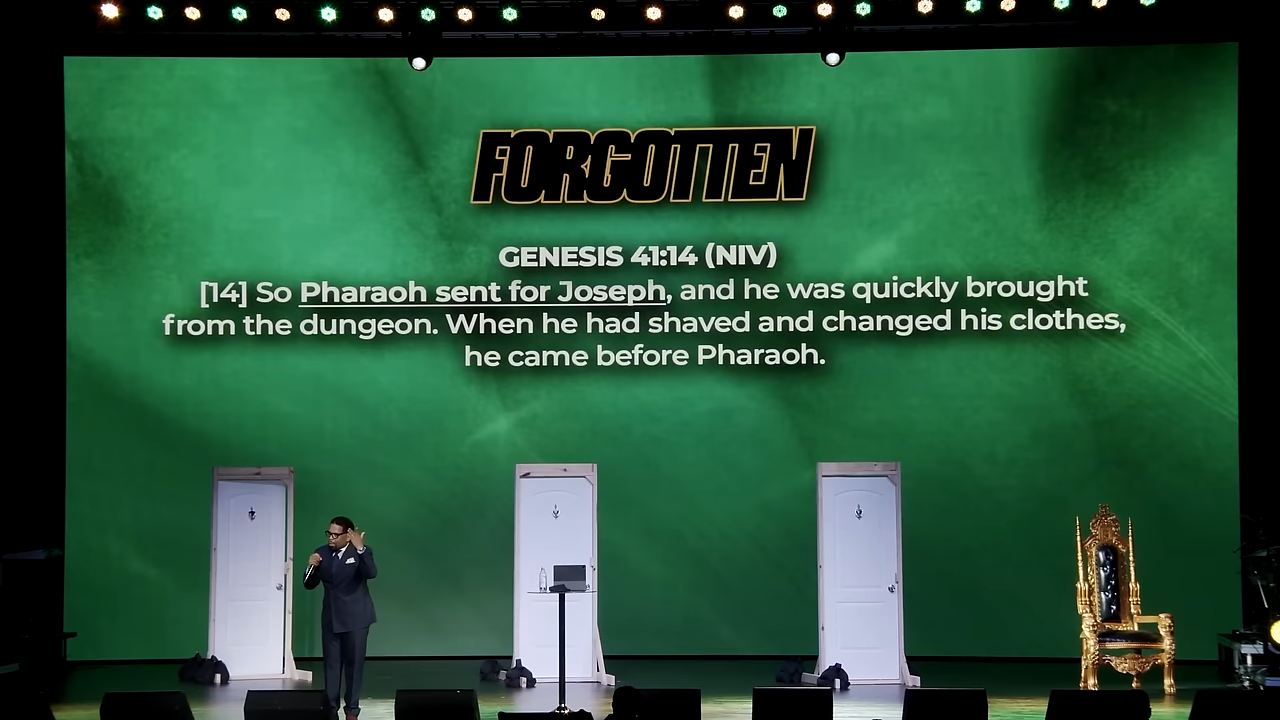 FORGOTTEN
GENESIS 41:14 (NIV)
[14] So Pharaoh sent for Joseph, and he was quickly brought
from the dungeon. When he had shaved and changed his clothes,
he came before Pharaoh.